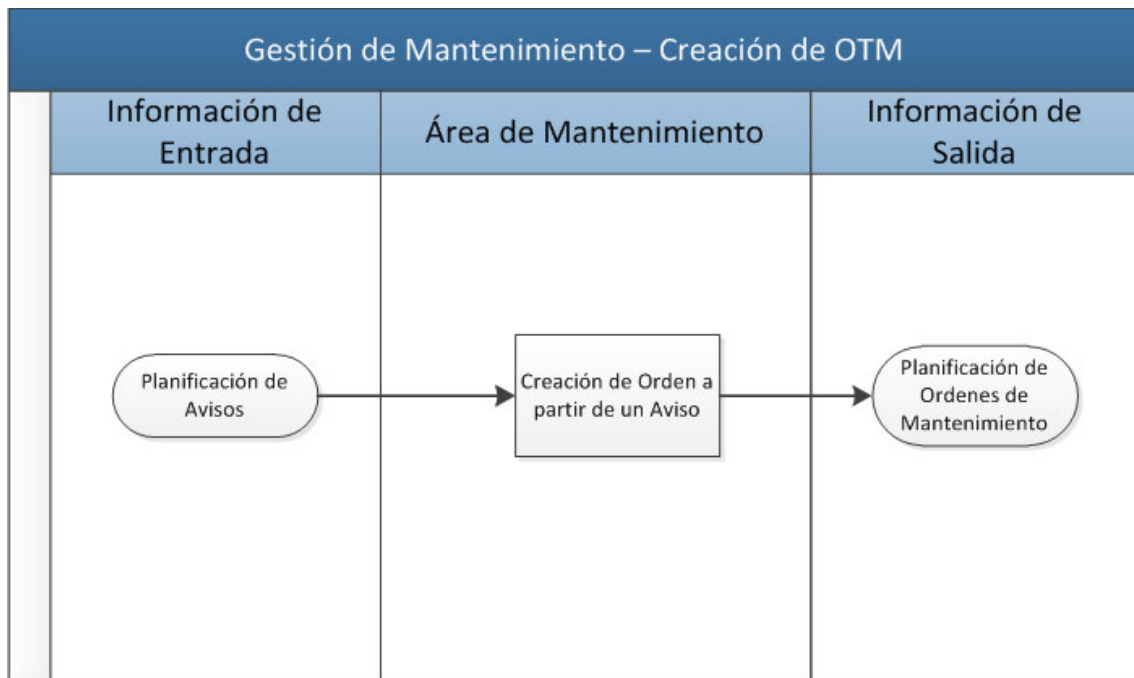 Gestión de Mantenimiento – Creación de OTM
Información de
Entrada
Área de Mantenimiento
Información de
Salida
Planificación de
Avisos
Creación de Orden a
partir de un Aviso
Planificación de
Ordenes de
Mantenimiento